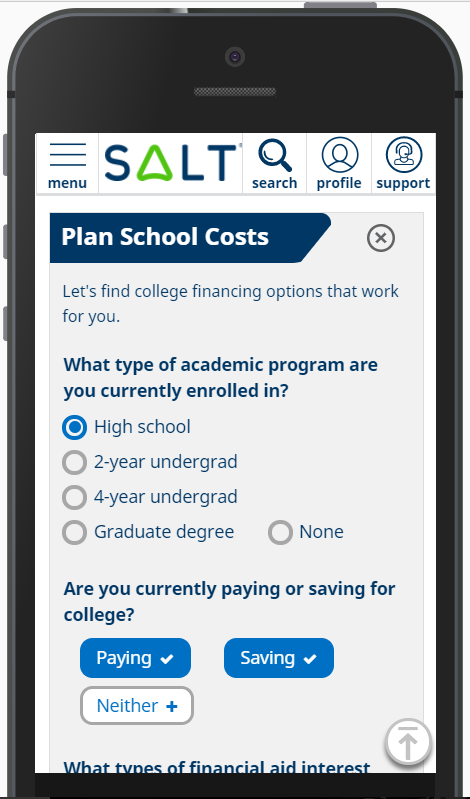 SALT
menu
search
profile
support
Plan School Costs
Let's find college financing options that work
for you.
What type of academic program are
you currently enrolled in?
High school
2-year undergrad
4-year undergrad
Graduate degree
None
Are you currently paying or saving for
college?
Paying
Saving
Neither
What types of financial aid interest